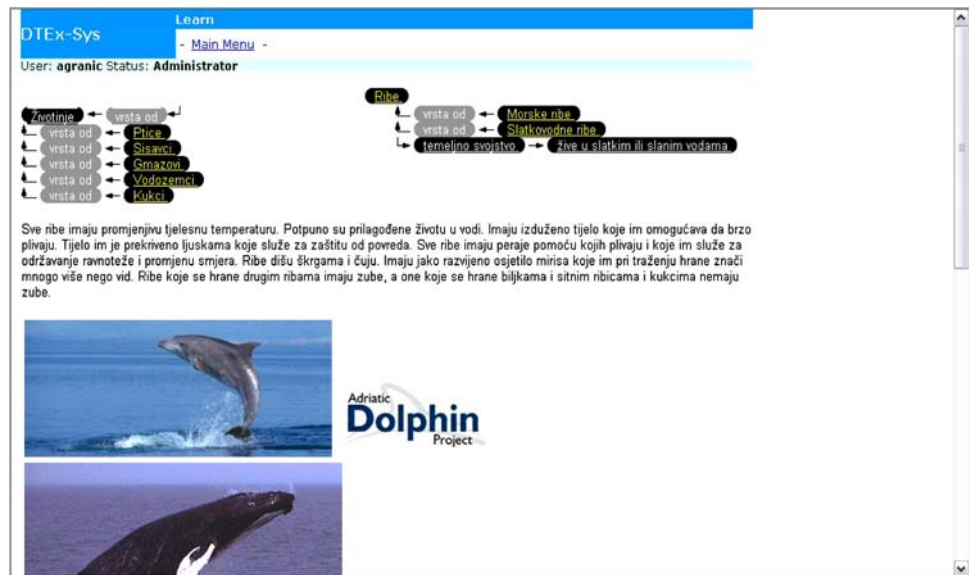 DTEx-Sys
Learn
- Main Menu -
User: agranic Status: Administrator
Životinje vrsta od
vrsta od Ptice
vrsta od Sisavci
vrsta od Gmazovi
vrsta od Vodozemci
vrsta od Kukci
Ribe
vrsta od Morske ribe
vrsta od Slatkovodne ribe
temeljno svojstvo žive u slatkim ili slanim vodama
Sve ribe imaju promjenjivu tjelesnu temperaturu. Potpuno su prilagođene životu u vodi. Imaju izduženo tijelo koje im omogućava da brzo
plivaju. Tijelo im je prekriveno ljuskama koje služe za zaštitu od povreda. Sve ribe imaju peraje pomoću kojih plivaju i koje im služe za
održavanje ravnoteže i promjenu smjera. Ribe dišu škrgama i čuju. Imaju jako razvijeno osjetilo mirisa koje im pri traženju hrane znači
mnogo više nego vid. Ribe koje se hrane drugim ribama imaju zube, a one koje se hrane biljkama i sitnim ribicama i kukcima nemaju
zube.
Adriatic
Dolphin
Project